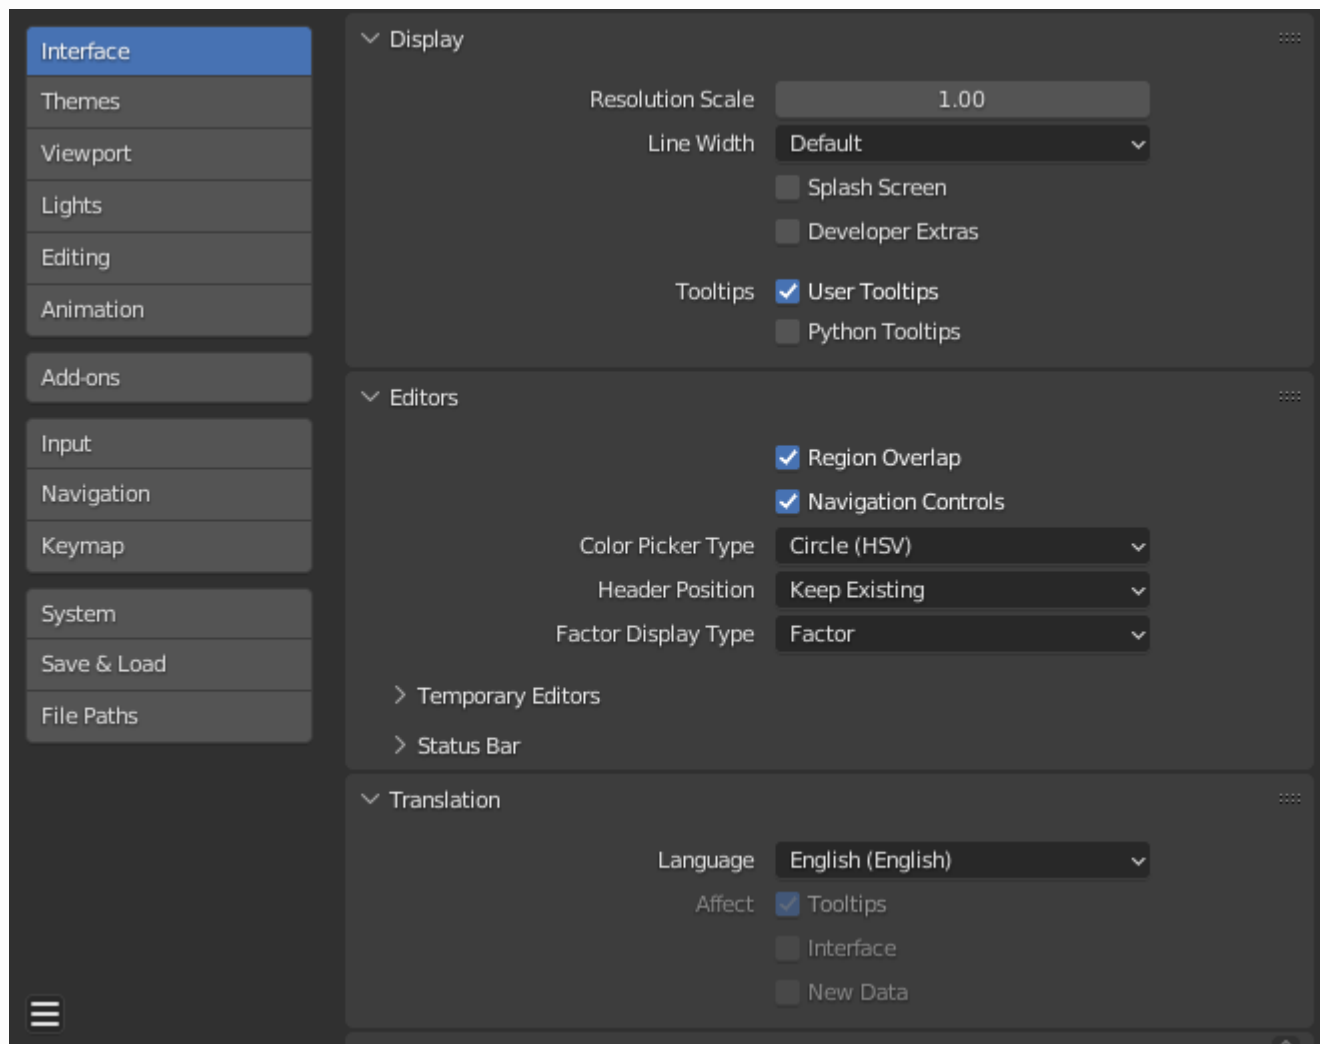 Interface
Themes
Viewport
Lights
Editing
Animation
Add-ons
Input
Navigation
Keymap
System
Save & Load
File Paths
Display
Resolution Scale 1.00
Line Width Default
Splash Screen
Developer Extras
Tooltips User Tooltips
Python Tooltips
Editors
Region Overlap
Navigation Controls
Color Picker Type Circle (HSV)
Header Position Keep Existing
Factor Display Type Factor
Temporary Editors
Status Bar
Translation
Language English (English)
Affect Tooltips
Interface
New Data